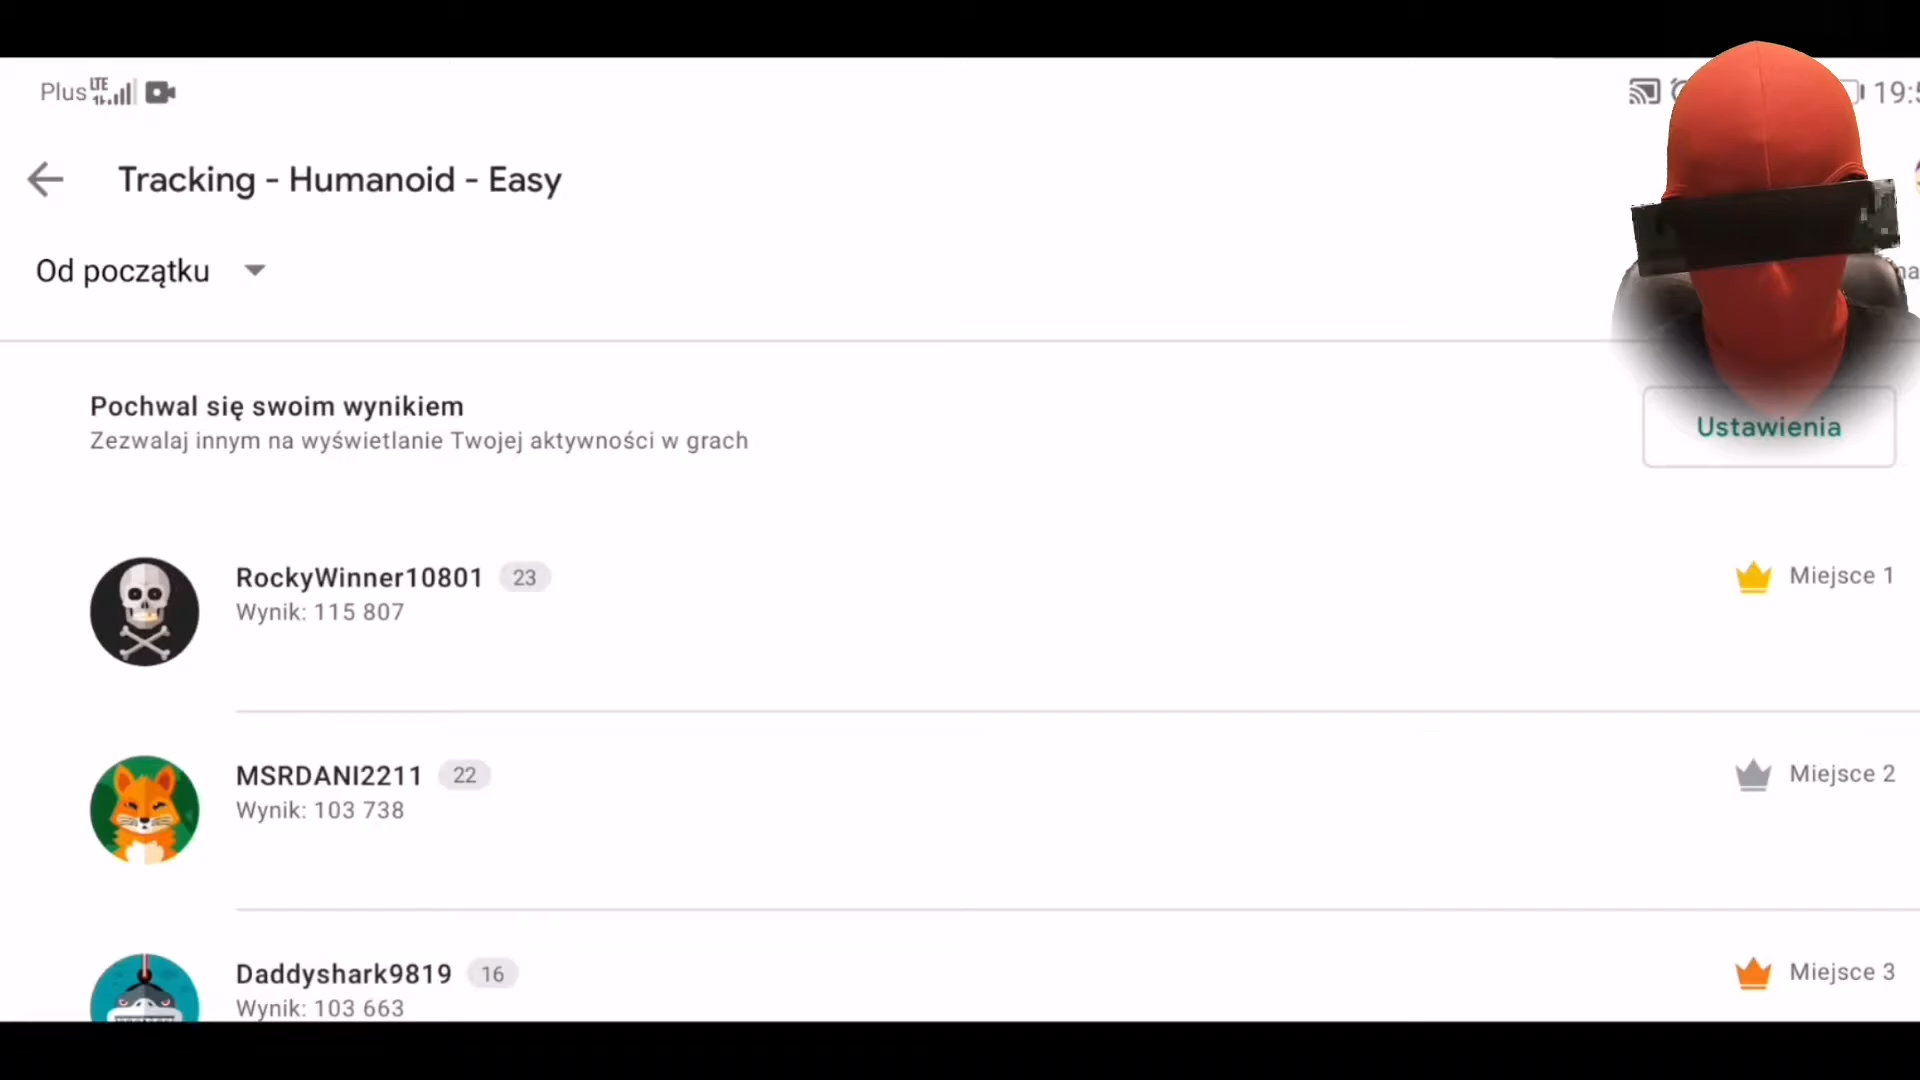 Plus LTE
19:5
Tracking - Humanoid - Easy
Od początku
Pochwal się swoim wynikiem
Zezwalaj innym na wyświetlanie Twojej aktywności w grach
Ustawienia
RockyWinner10801 23
Miejsce 1
Wynik: 115 807
MSRDANI2211 22
Miejsce 2
Wynik: 103 738
Daddyshark9819 16
Miejsce 3
Wynik: 103 663